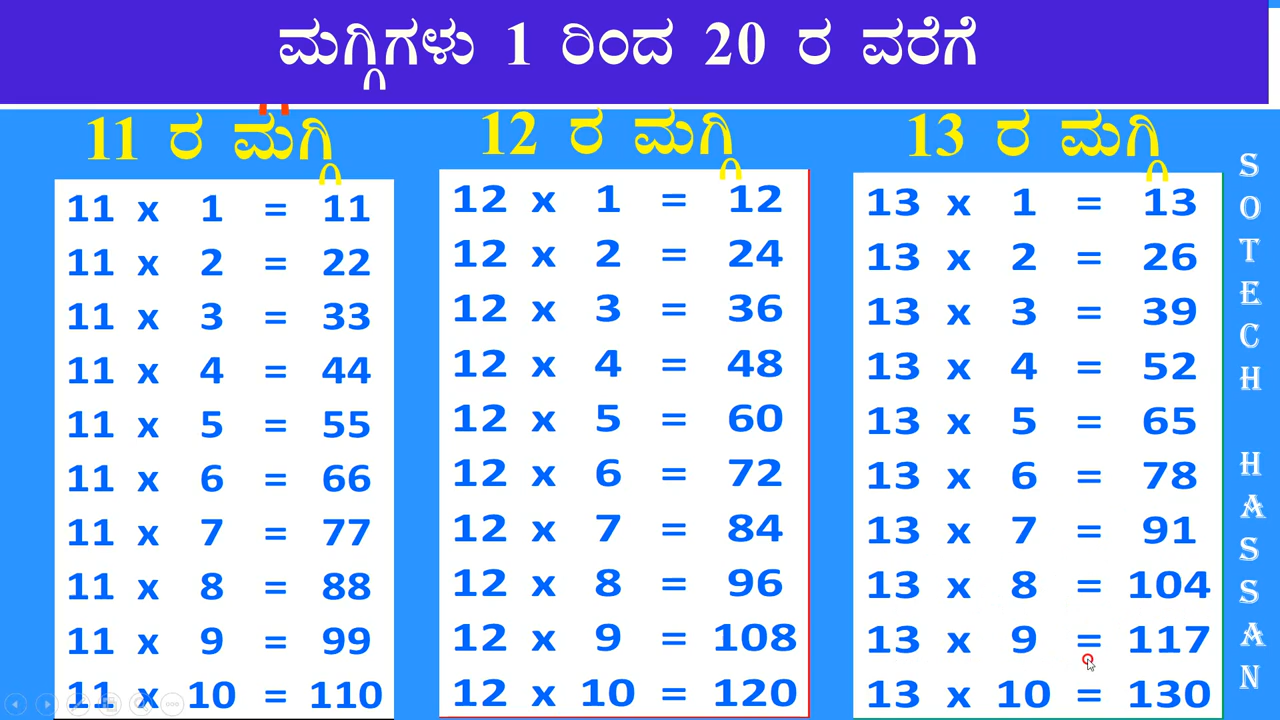 ಮಗ್ಗಿಗಳು 1 ರಿಂದ 20 ರ ವರೆಗೆ
11 ರ ಮಗ್ಗಿ
11 x 1 = 11
11 x 2 = 22
11 x 3 = 33
11 x 4 = 44
11 x 5 = 55
11 x 6 = 66
11 x 7 = 77
11 x 8 = 88
11 x 9 = 99
11 x 10 = 110
12 ರ ಮಗ್ಗಿ
12 x 1 = 12
12 x 2 = 24
12 x 3 = 36
12 x 4 = 48
12 x 5 = 60
12 x 6 = 72
12 x 7 = 84
12 x 8 = 96
12 x 9 = 108
12 x 10 = 120
13 ರ ಮಗ್ಗಿ
13 x 1 = 13
13 x 2 = 26
13 x 3 = 39
13 x 4 = 52
13 x 5 = 65
13 x 6 = 78
13 x 7 = 91
13 x 8 = 104
13 x 9 = 117
13 x 10 = 130
SOTECH HASSAN